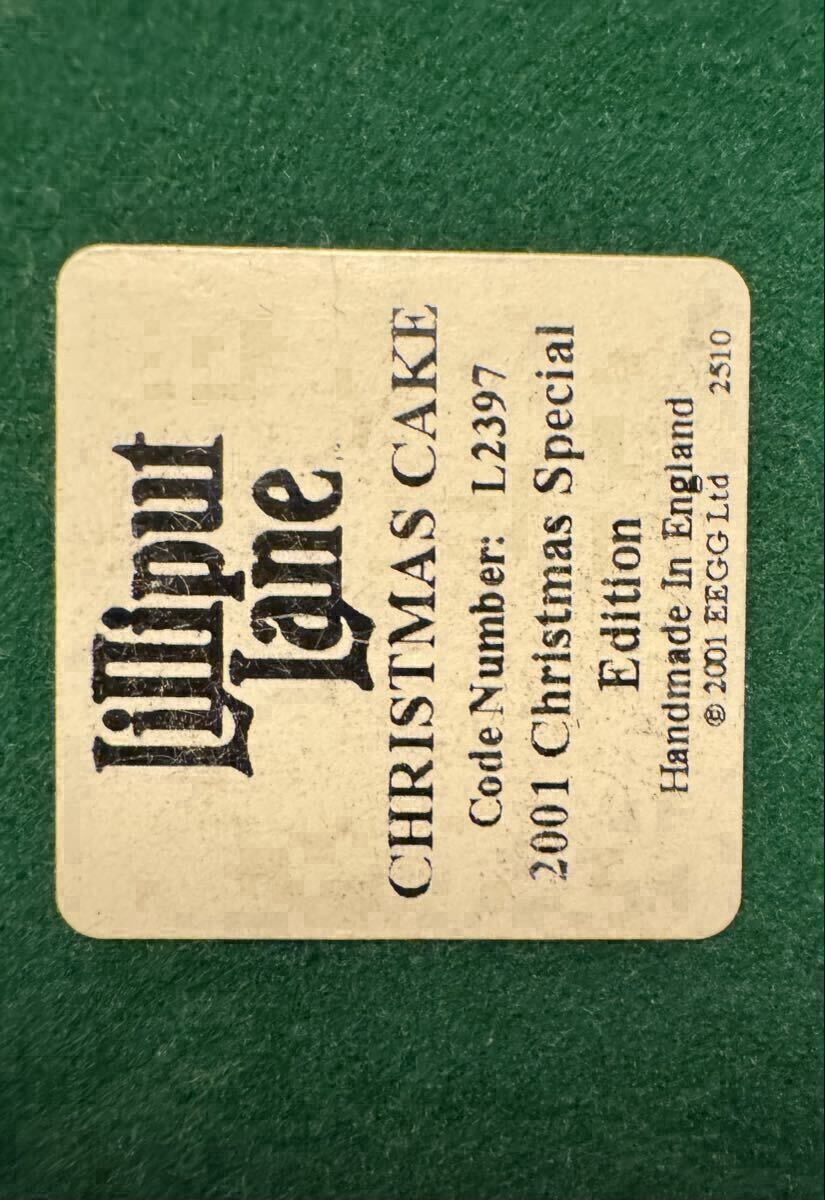 Lilliput
Lane
CHRISTMAS CAKE
Code Number: L2397
2001 Christmas Special
Edition
Handmade In England
© 2001 EEGG Ltd 2510